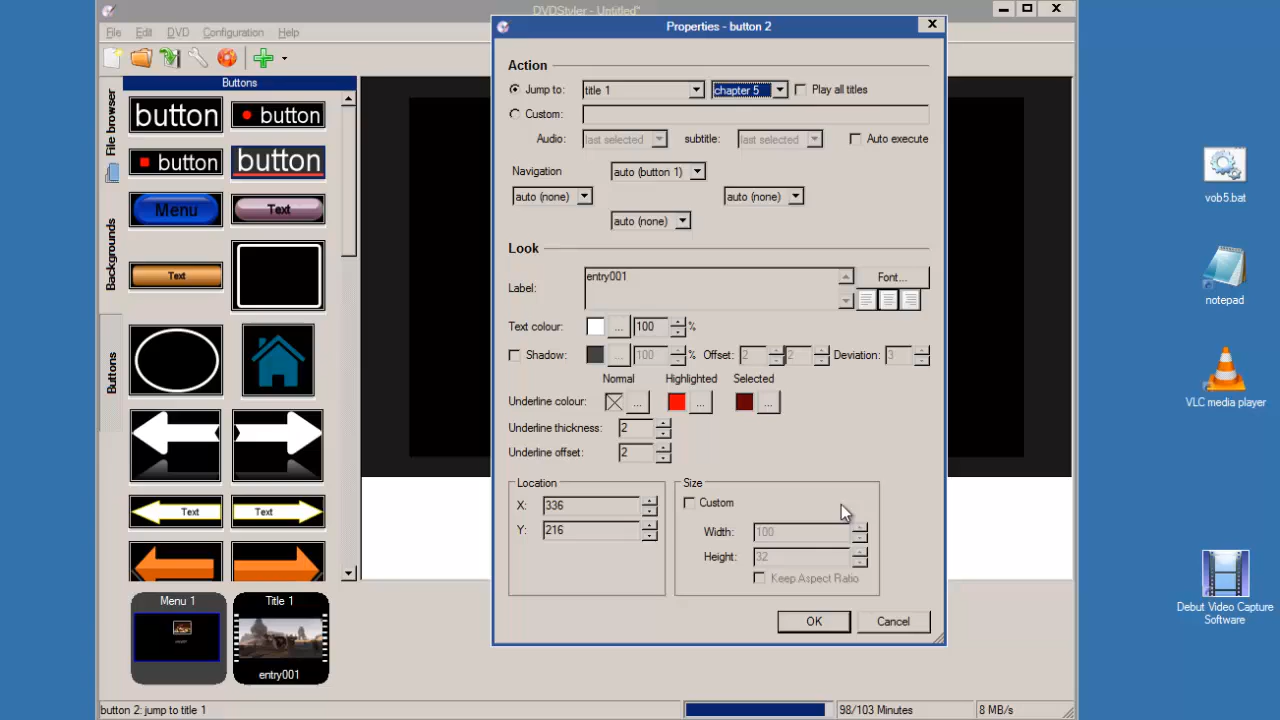 DVDStyler - Untitled*
File Edit DVD Configuration Help
Buttons
File browser
Backgrounds
Buttons
button
button
button
button
Menu
Text
Text
Text
Text
Menu 1
Title 1
entry001
button 2: jump to title 1
98/103 Minutes
8 MB/s
Properties - button 2
Action
Jump to: title 1 chapter 5 Play all titles
Custom:
Audio: last selected subtitle: last selected Auto execute
Navigation auto (button 1)
auto (none) auto (none)
auto (none)
Look
Label: entry001 Font...
Text colour: ... 100 %
Shadow: ... 100 % Offset: 2 2 Deviation: 3
Normal Highlighted Selected
Underline colour: ... ... ...
Underline thickness: 2
Underline offset: 2
Location
X: 336
Y: 216
Size
Custom
Width: 100
Height: 32
Keep Aspect Ratio
OK Cancel
vob5.bat
notepad
VLC media player
Debut Video Capture
Software